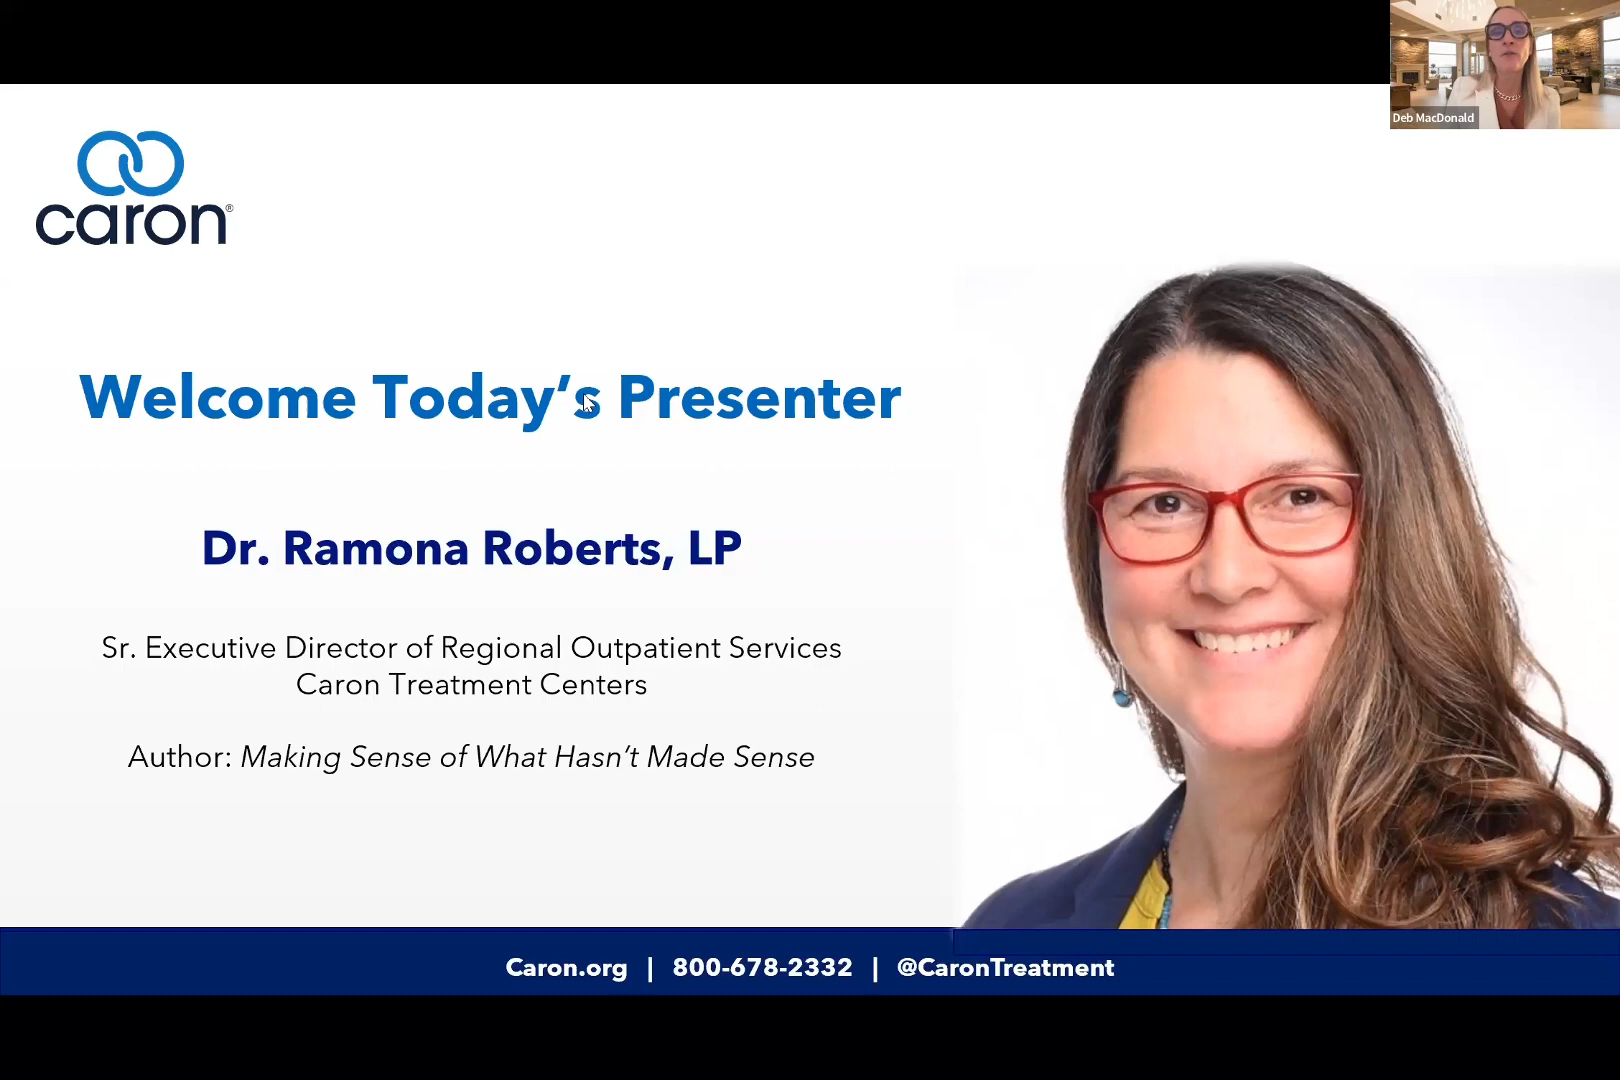 Deb MacDonald
caron®
Welcome Today’s Presenter
Dr. Ramona Roberts, LP
Sr. Executive Director of Regional Outpatient Services
Caron Treatment Centers
Author: Making Sense of What Hasn’t Made Sense
Caron.org | 800-678-2332 | @CaronTreatment